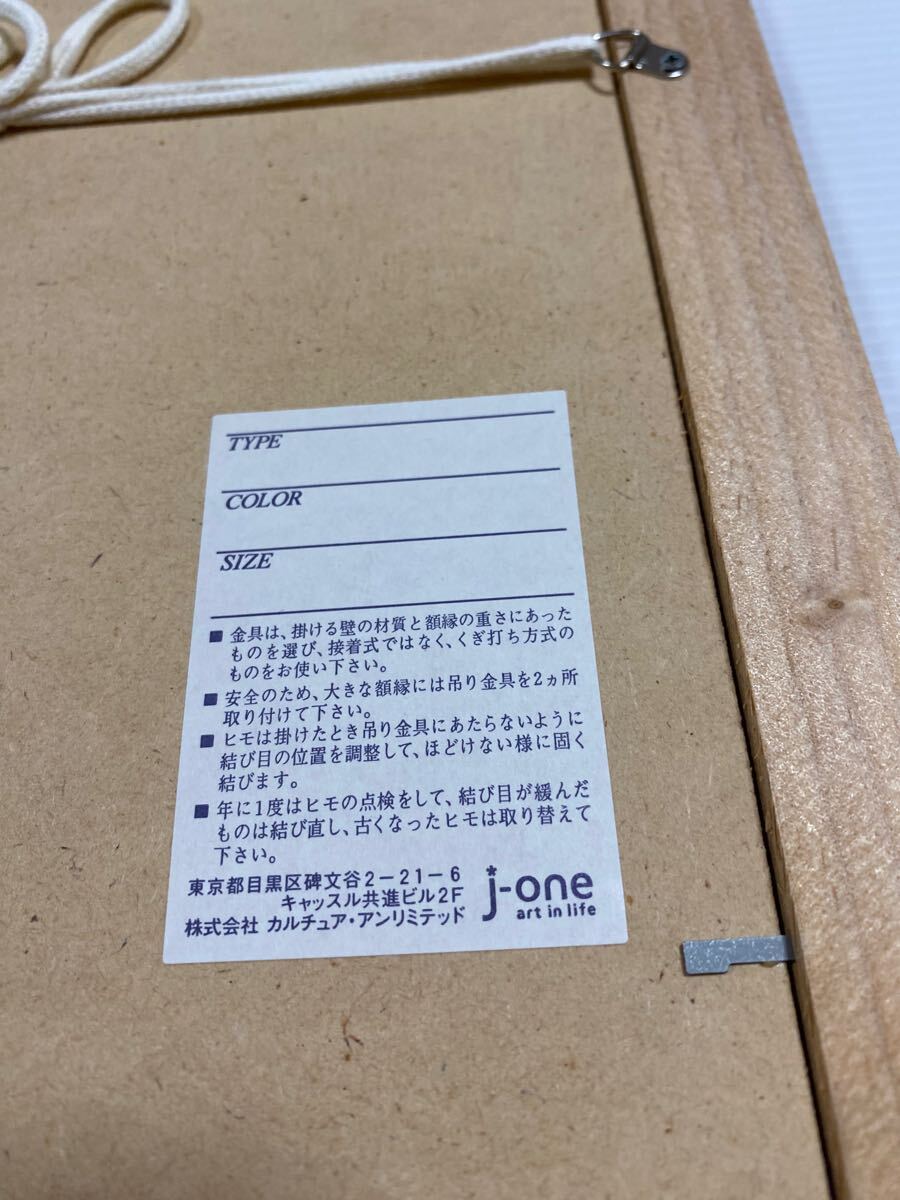 TYPE
COLOR
SIZE
■ 金具は、掛ける壁の材質と額縁の重さにあった
ものを選び、接着式ではなく、くぎ打ち方式の
ものをお使い下さい。
■ 安全のため、大きな額縁には吊り金具を2ヵ所
取り付けて下さい。
■ ヒモは掛けたとき吊り金具にあたらないように
結び目の位置を調整して、ほどけない様に固く
結びます。
■ 年に1度はヒモの点検をして、結び目が緩んだ
ものは結び直し、古くなったヒモは取り替えて
下さい。
東京都目黒区碑文谷2−21−6
キャッスル共進ビル2F
株式会社 カルチュア・アンリミテッド
j-one
art in life